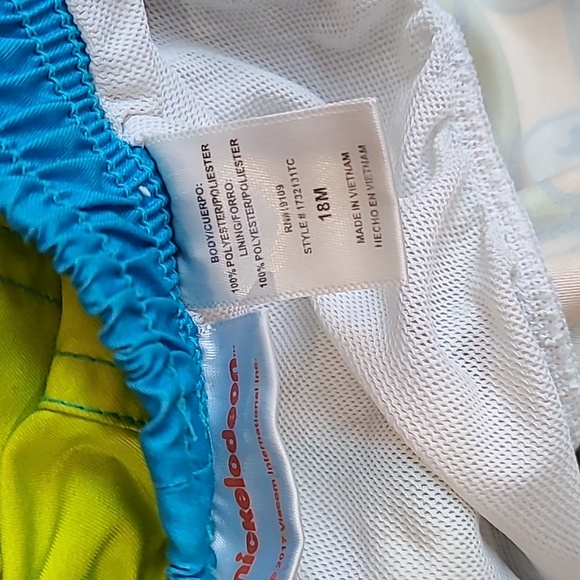 BODY/CUERPO:
100% POLYESTER/POLIESTER
LINING/FORRO:
100% POLYESTER/POLIESTER
RN#19109
STYLE # 1732131TC
18M
MADE IN VIETNAM
HECHO EN VIETNAM
nickelodeon
© 2017 Viacom International Inc.